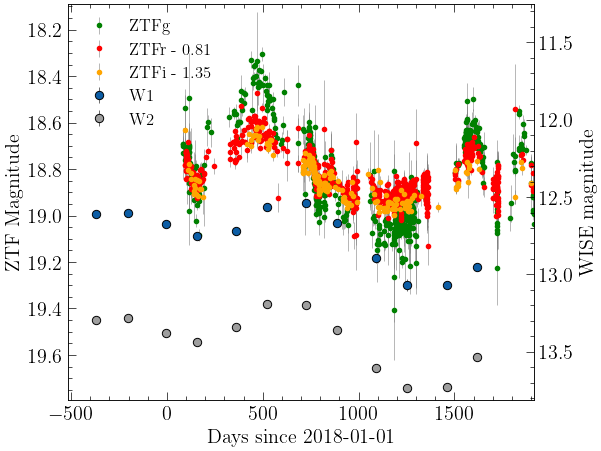 ZTFg
ZTFr - 0.81
ZTFi - 1.35
W1
W2
18.2
18.4
18.6
18.8
19.0
19.2
19.4
19.6
ZTF Magnitude
11.5
12.0
12.5
13.0
13.5
WISE magnitude
−500 0 500 1000 1500
Days since 2018-01-01